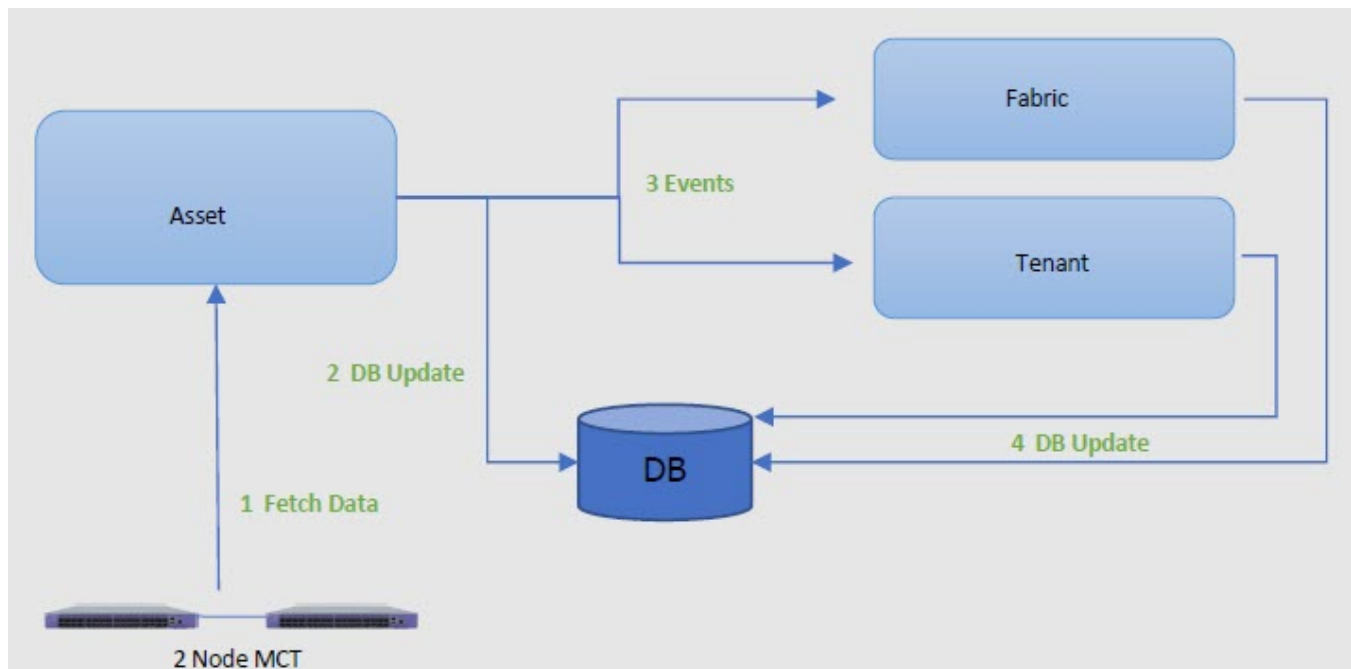 Fabric
3 Events
Asset
Tenant
2 DB Update
4 DB Update
DB
1 Fetch Data
2 Node MCT